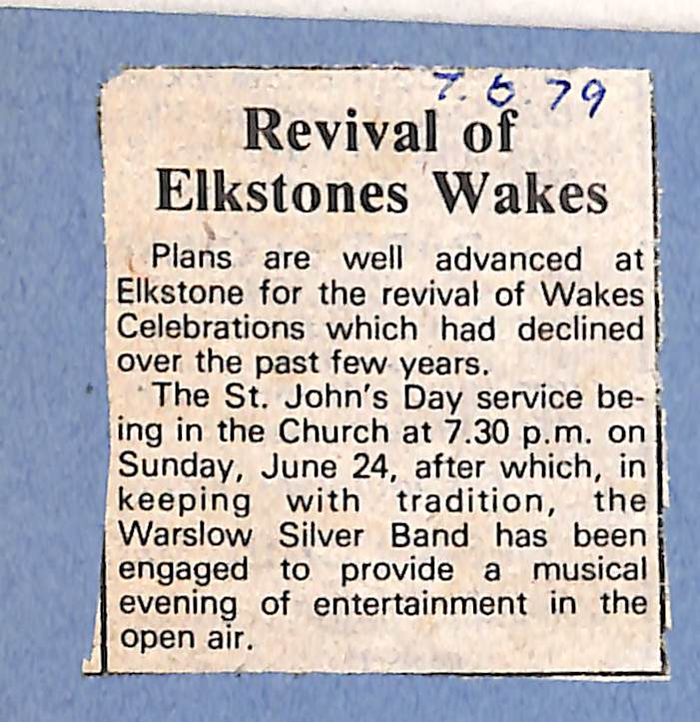 7.6.79
Revival of
Elkstones Wakes
Plans are well advanced at
Elkstone for the revival of Wakes
Celebrations which had declined
over the past few years.
The St. John's Day service be-
ing in the Church at 7.30 p.m. on
Sunday, June 24, after which, in
keeping with tradition, the
Warslow Silver Band has been
engaged to provide a musical
evening of entertainment in the
open air.